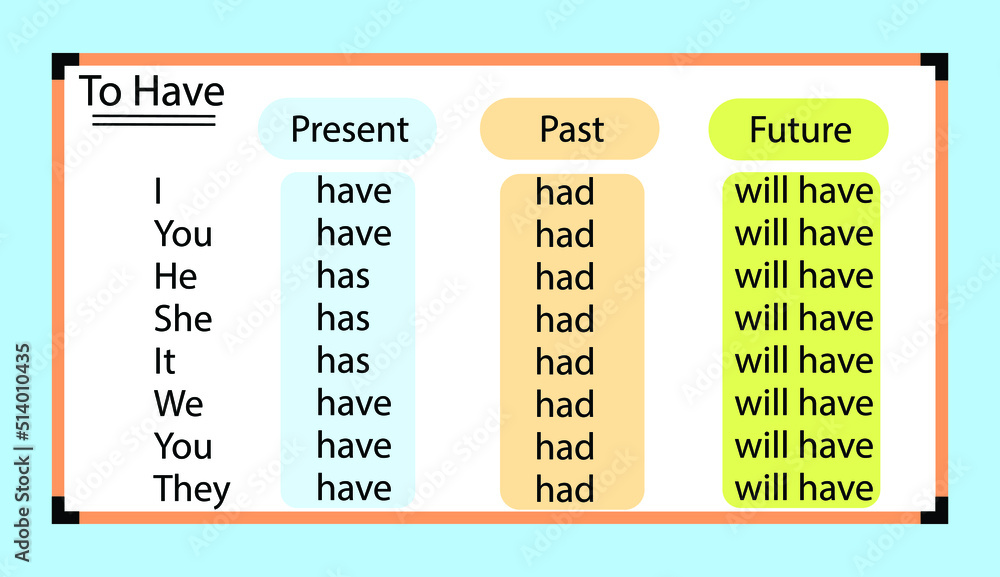 To Have
Present Past Future
I have had will have
You have had will have
He has had will have
She has had will have
It has had will have
We have had will have
You have had will have
They have had will have
Adobe Stock | #514010435